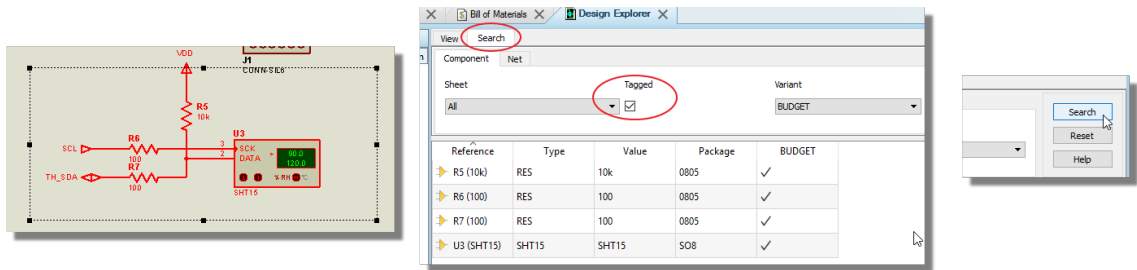 J1
CONN-SIL6
VDD
R5
10k
U3
R6
SCL
3
SCK
90.0
2
DATA
120.0
100
R7
TH_SDA
% RH °C
100
SHT15
Bill of Materials
Design Explorer
View Search
Component Net
Sheet Tagged Variant
All BUDGET
Reference Type Value Package BUDGET
R5 (10k) RES 10k 0805
R6 (100) RES 100 0805
R7 (100) RES 100 0805
U3 (SHT15) SHT15 SHT15 SO8
Search
Reset
Help